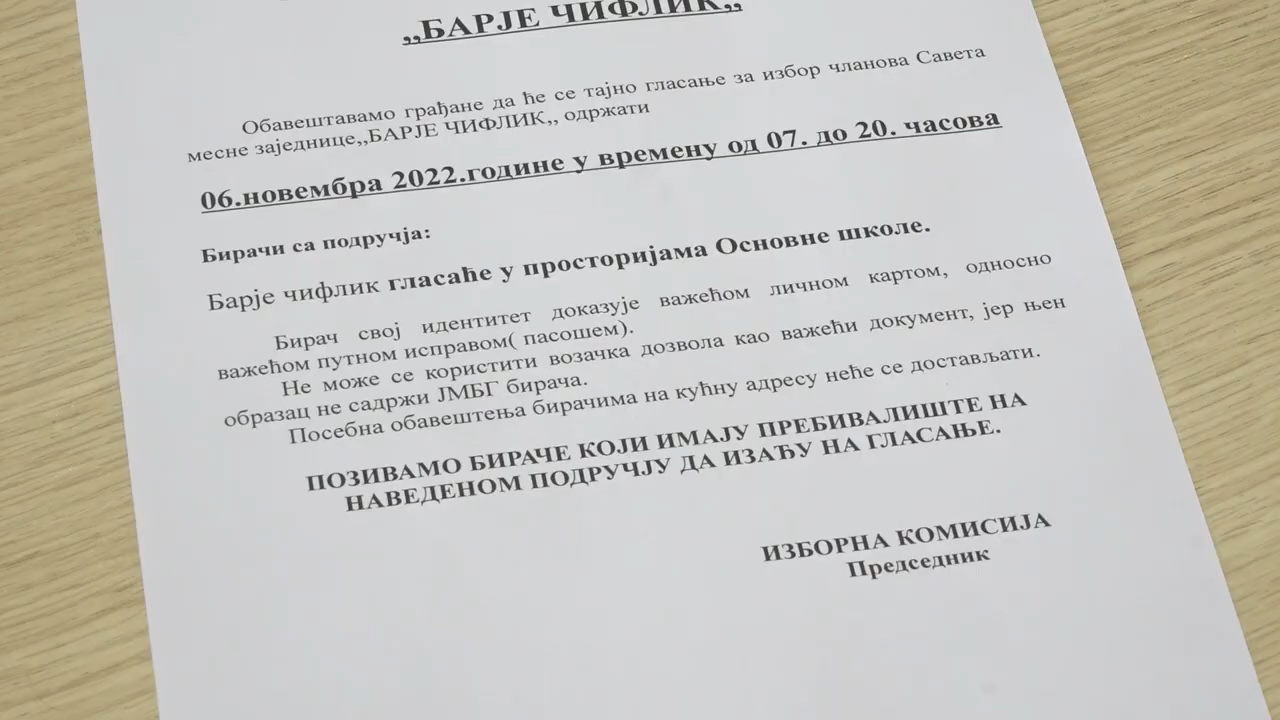 ,,БАРЈЕ ЧИФЛИК,,
Обавештавамо грађане да ће се тајно гласање за избор чланова Савета
месне заједнице,,БАРЈЕ ЧИФЛИК,, одржати
06.новембра 2022.године у времену од 07. до 20. часова
Бирачи са подручја:
Барје чифлик гласаће у просторијама Основне школе.
Бирач свој идентитет доказује важећом личном картом, односно
важећом путном исправом( пасошем).
Не може се користити возачка дозвола као важећи документ, јер њен
образац не садржи ЈМБГ бирача.
Посебна обавештења бирачима на кућну адресу неће се достављати.
ПОЗИВАМО БИРАЧЕ КОЈИ ИМАЈУ ПРЕБИВАЛИШТЕ НА
НАВЕДЕНОМ ПОДРУЧЈУ ДА ИЗАЂУ НА ГЛАСАЊЕ.
ИЗБОРНА КОМИСИЈА
Председник